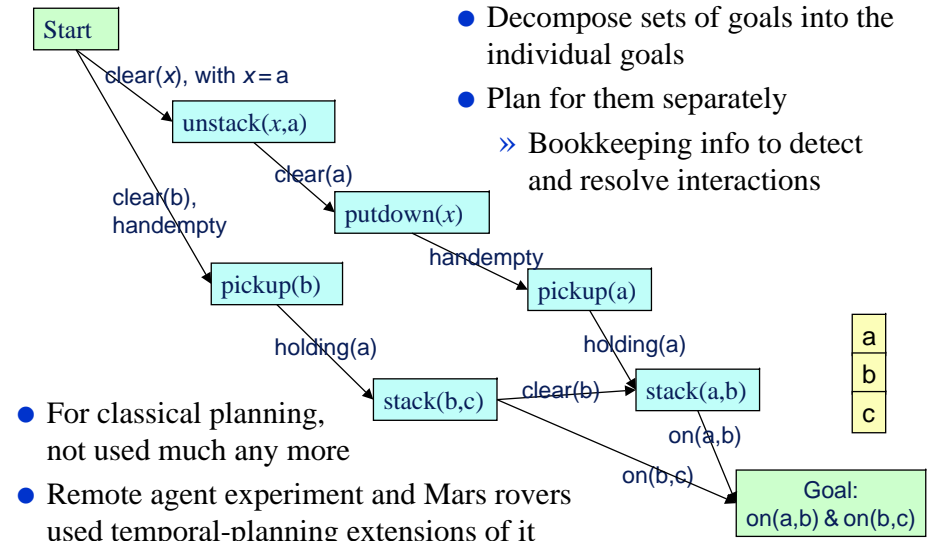 Start
● Decompose sets of goals into the
individual goals
● Plan for them separately
» Bookkeeping info to detect
and resolve interactions
clear(x), with x = a
unstack(x,a)
clear(a)
clear(b),
handempty
putdown(x)
handempty
pickup(b)
pickup(a)
holding(a)
holding(a)
a
b
c
stack(b,c)
clear(b)
stack(a,b)
● For classical planning,
not used much any more
on(a,b)
on(b,c)
● Remote agent experiment and Mars rovers
used temporal-planning extensions of it
Goal:
on(a,b) & on(b,c)